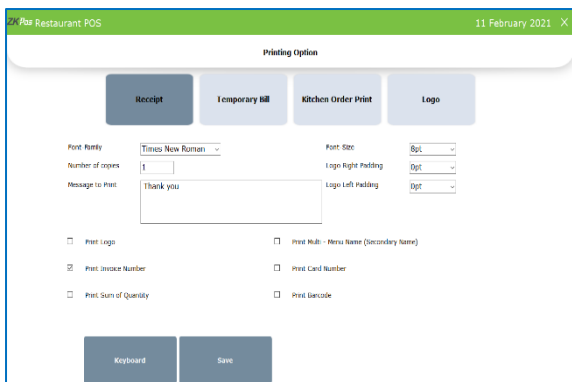 ZKPos Restaurant POS 11 February 2021 X
Printing Option
Receipt Temporary Bill Kitchen Order Print Logo
Font Family Times New Roman Font Size 8pt
Number of copies 1 Logo Right Padding 0pt
Message to Print Thank you Logo Left Padding 0pt
Print Logo Print Multi - Menu Name (Secondary Name)
Print Invoice Number Print Card Number
Print Sum of Quantity Print Barcode
Keyboard Save